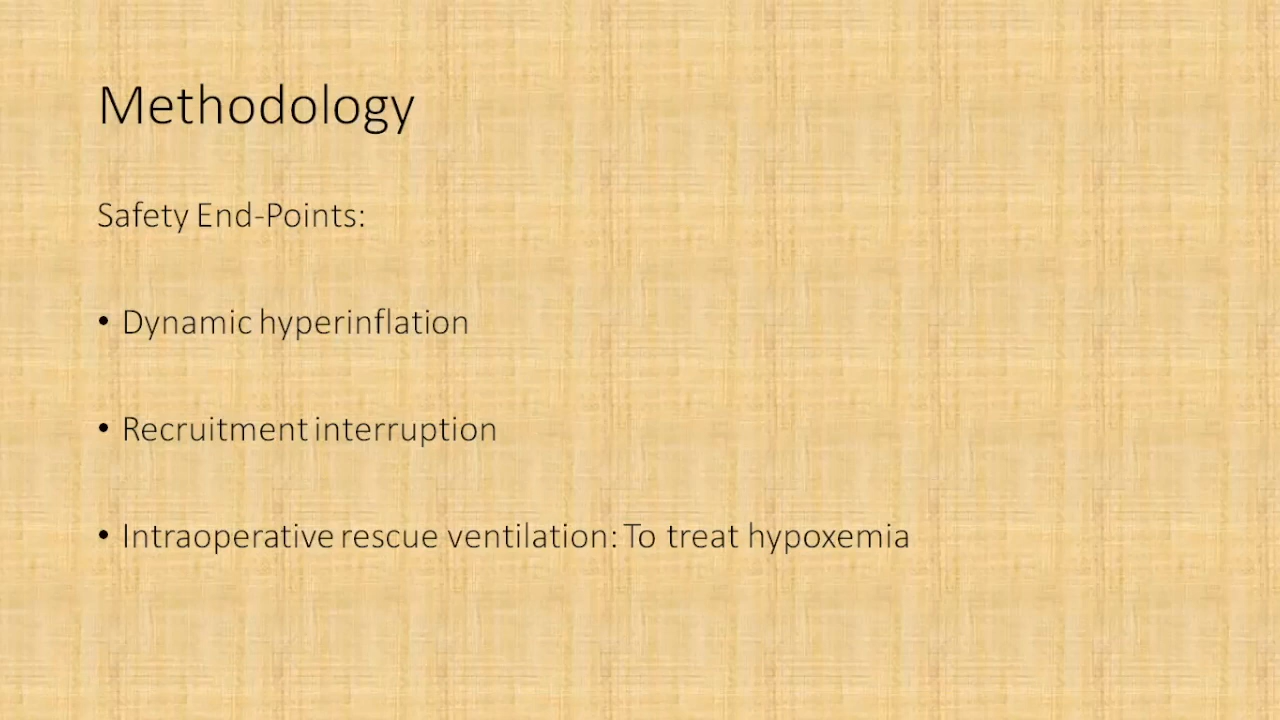 Methodology
Safety End-Points:
• Dynamic hyperinflation
• Recruitment interruption
• Intraoperative rescue ventilation: To treat hypoxemia